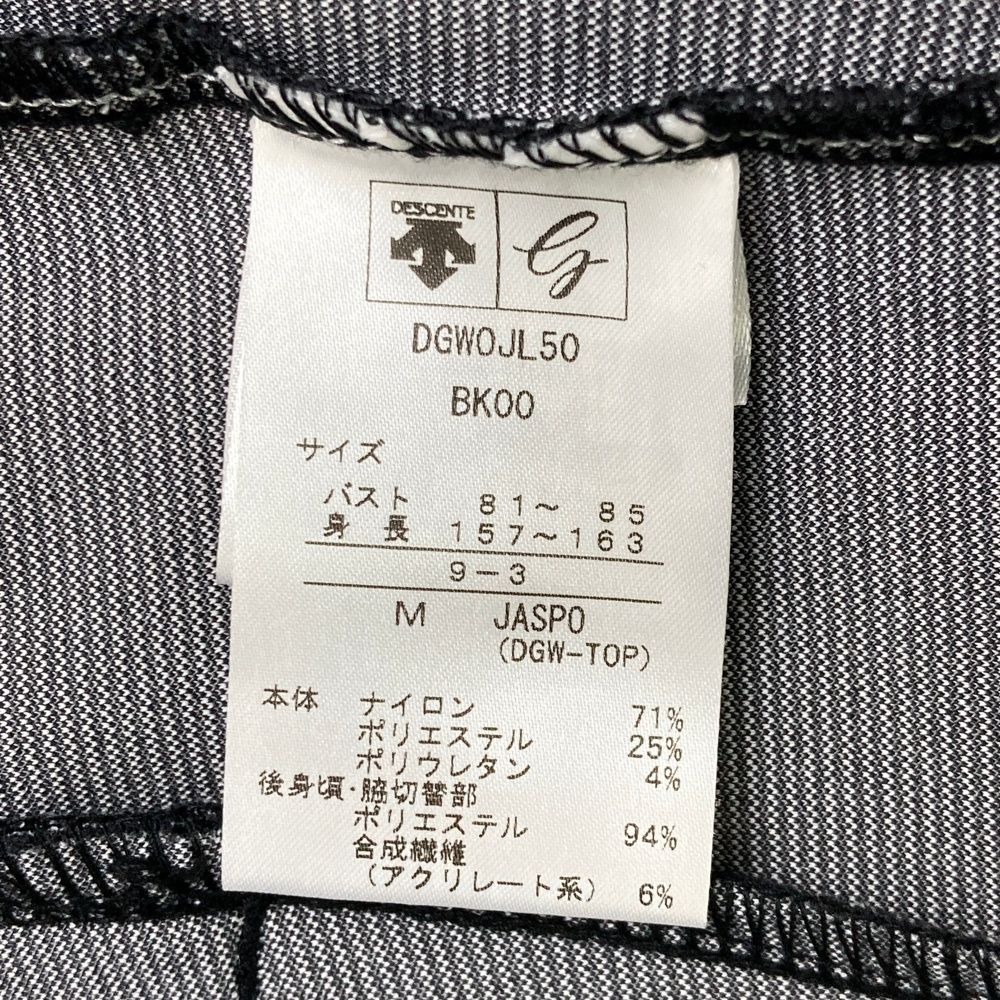 DESCENTE G
DGWOJL50
BK00
サイズ
バスト 81~ 85
身長 157~163
9-3
M JASPO
(DGW-TOP)
本体 ナイロン 71%
ポリエステル 25%
ポリウレタン 4%
後身頃・脇切替部
ポリエステル 94%
合成繊維
(アクリレート系) 6%